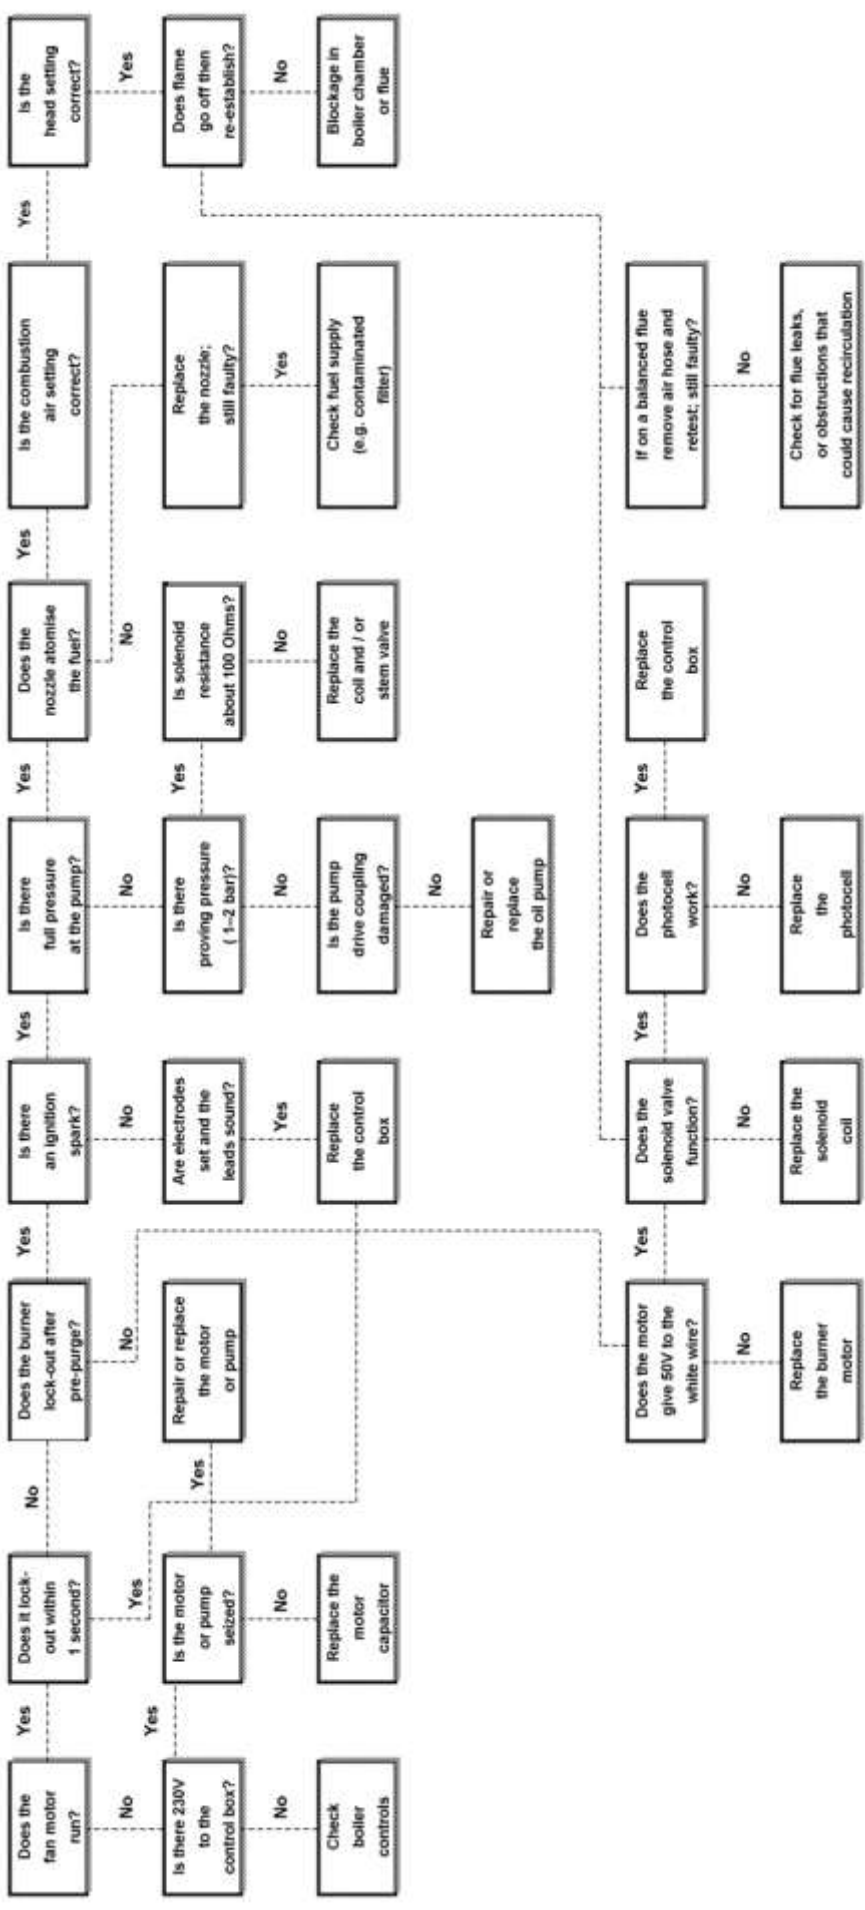 Does the
fan motor
run?
Yes
Does it lock-
out within
1 second?
No
Does the burner
lock-out after
pre-purge?
Yes
Is there
an ignition
spark?
Yes
Is there
full pressure
at the pump?
Yes
Does the
nozzle atomise
the fuel?
Yes
Is the combustion
air setting
correct?
Yes
Is the
head setting
correct?
No
Yes
No
No
No
No
Yes
Is there 230V
to the
control box?
Yes
Is the motor
or pump
seized?
Yes
Repair or replace
the motor
or pump
Are electrodes
set and the
leads sound?
Is there
proving pressure
( 1–2 bar)?
Yes
Is solenoid
resistance
about 100 Ohms?
Replace
the nozzle;
still faulty?
Does flame
go off then
re-establish?
No
No
Yes
No
No
Yes
No
Check
boiler
controls
Replace the
motor
capacitor
Replace
the control
box
Is the pump
drive coupling
damaged?
Replace the
coil and / or
stem valve
Check fuel supply
(e.g. contaminated
filter)
Blockage in
boiler chamber
or flue
No
Repair or
replace
the oil pump
Does the motor
give 50V to the
white wire?
Yes
Does the
solenoid valve
function?
Yes
Does the
photocell
work?
Yes
Replace
the control
box
If on a balanced flue
remove air hose and
retest; still faulty?
No
No
No
No
Replace
the burner
motor
Replace the
solenoid
coil
Replace
the
photocell
Check for flue leaks,
or obstructions that
could cause recirculation